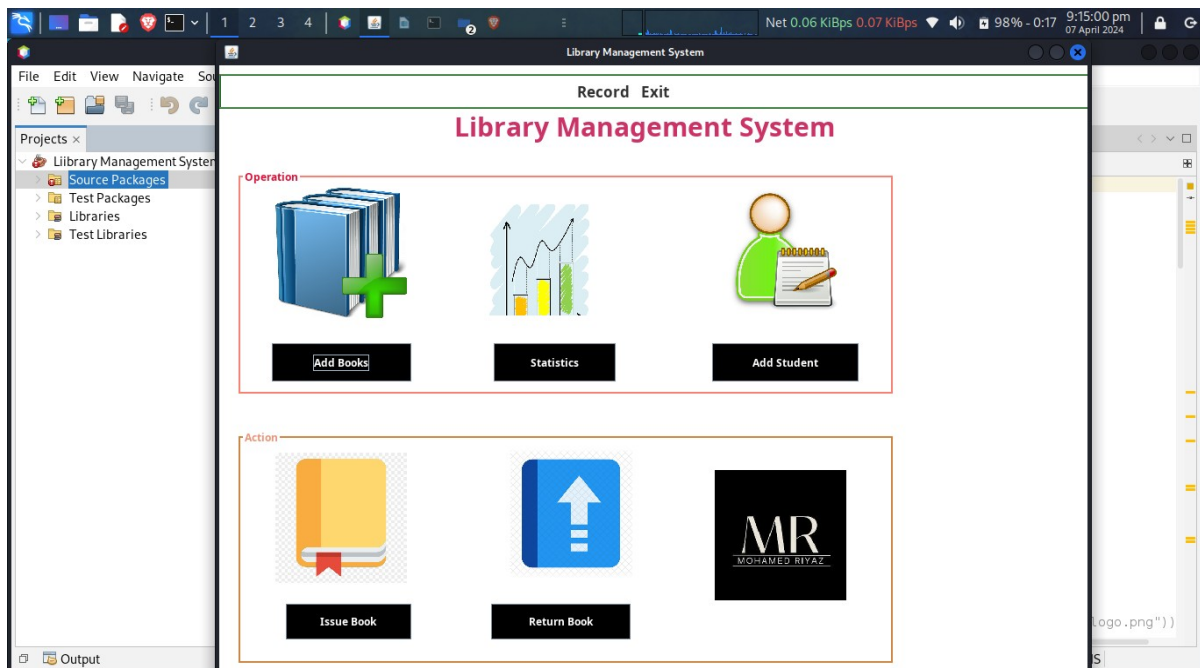 1 2 3 4 2 Net 0.06 KiBps 0.07 KiBps 98% - 0:17 9:15:00 pm
07 April 2024
Library Management System
File Edit View Navigate Sou
Record Exit
Library Management System
Projects
Liibrary Management System
Source Packages
Test Packages
Libraries
Test Libraries
Operation
Add Books Statistics Add Student
Action
MR
MOHAMED RIYAZ
Issue Book Return Book
logo.png"))
Output